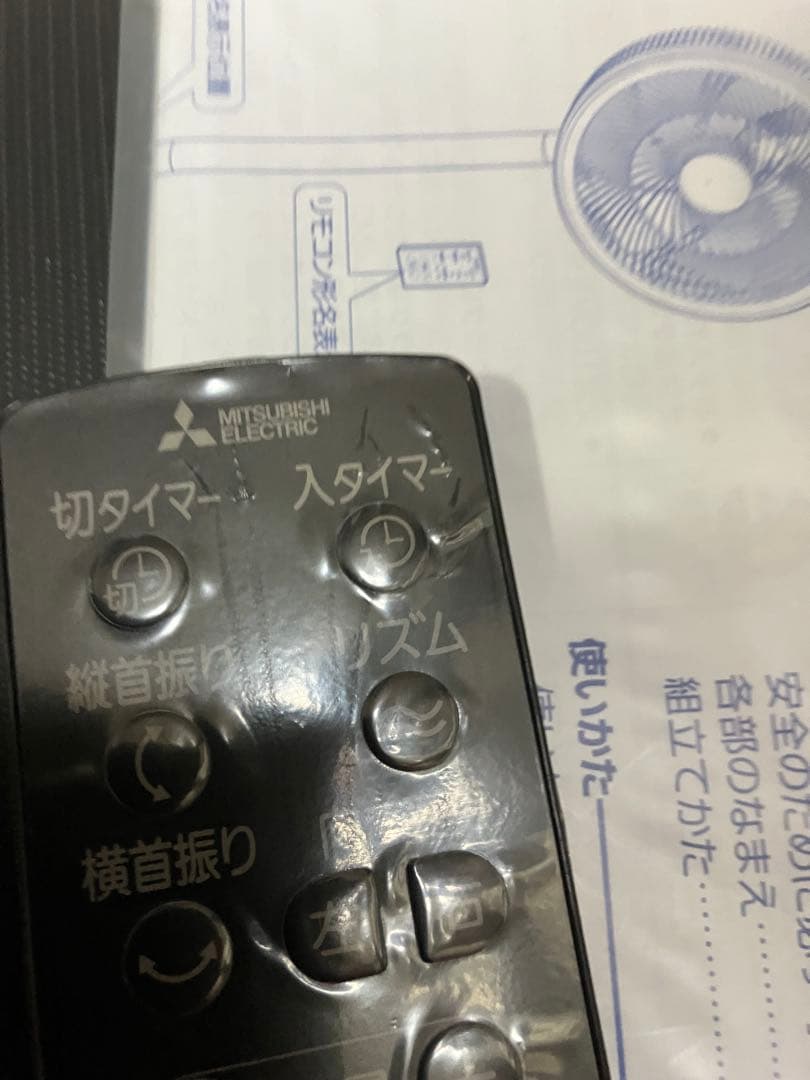 リモコン形名表
MITSUBISHI
ELECTRIC
切タイマー
入タイマー
切
縦首振り
リズム
横首振り
左
使いかた
安全のために
各部のなまえ
組立てかた